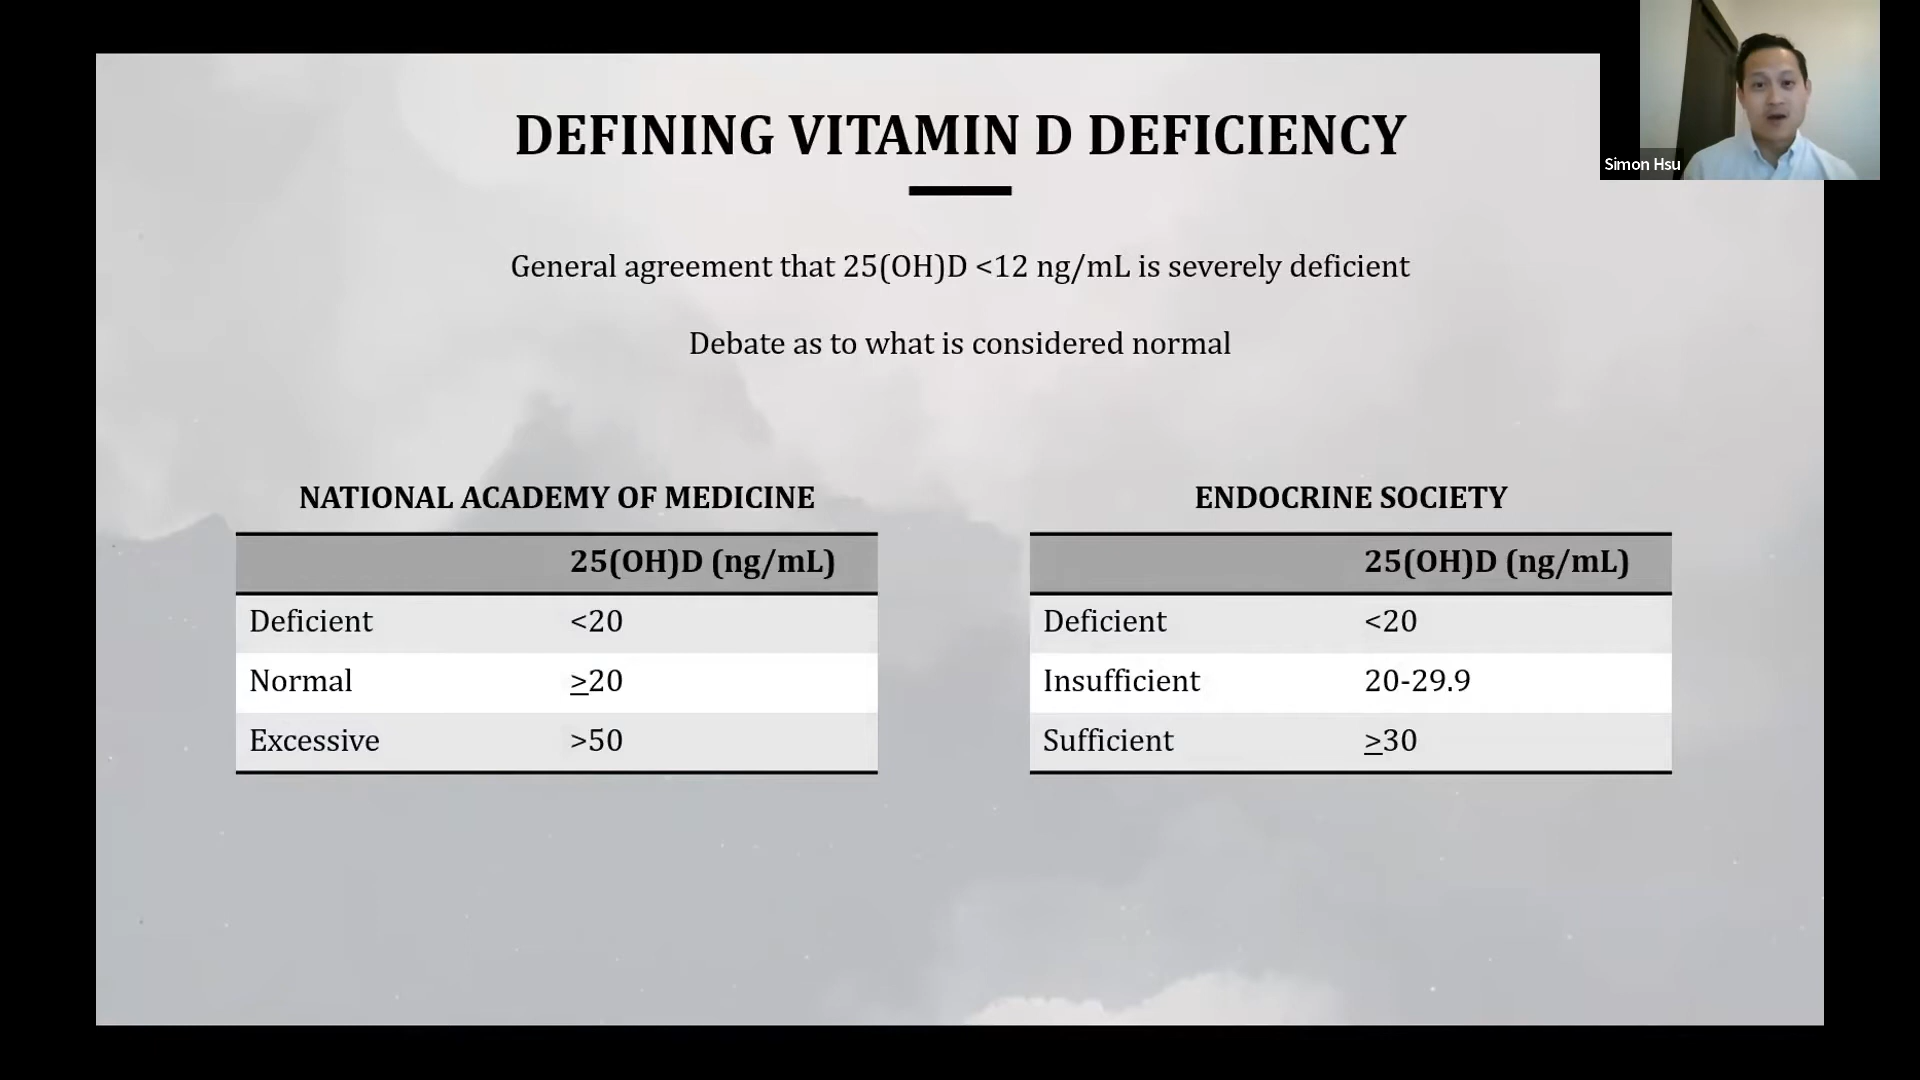 DEFINING VITAMIN D DEFICIENCY
Simon Hsu
General agreement that 25(OH)D <12 ng/mL is severely deficient
Debate as to what is considered normal
NATIONAL ACADEMY OF MEDICINE
25(OH)D (ng/mL)
Deficient <20
Normal ≥20
Excessive >50
ENDOCRINE SOCIETY
25(OH)D (ng/mL)
Deficient <20
Insufficient 20-29.9
Sufficient ≥30